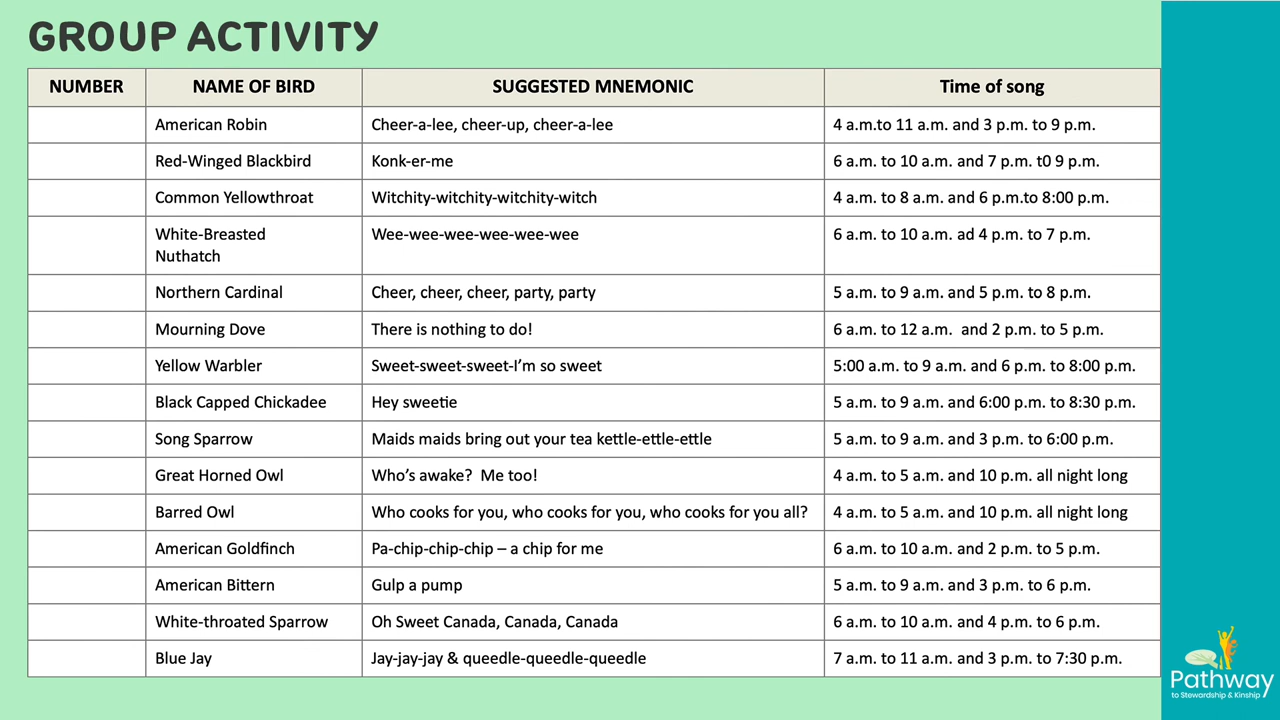 GROUP ACTIVITY
NUMBER NAME OF BIRD SUGGESTED MNEMONIC Time of song
American Robin Cheer-a-lee, cheer-up, cheer-a-lee 4 a.m.to 11 a.m. and 3 p.m. to 9 p.m.
Red-Winged Blackbird Konk-er-me 6 a.m. to 10 a.m. and 7 p.m. t0 9 p.m.
Common Yellowthroat Witchity-witchity-witchity-witch 4 a.m. to 8 a.m. and 6 p.m.to 8:00 p.m.
White-Breasted Wee-wee-wee-wee-wee-wee 6 a.m. to 10 a.m. ad 4 p.m. to 7 p.m.
Nuthatch
Northern Cardinal Cheer, cheer, cheer, party, party 5 a.m. to 9 a.m. and 5 p.m. to 8 p.m.
Mourning Dove There is nothing to do! 6 a.m. to 12 a.m.  and 2 p.m. to 5 p.m.
Yellow Warbler Sweet-sweet-sweet-I’m so sweet 5:00 a.m. to 9 a.m. and 6 p.m. to 8:00 p.m.
Black Capped Chickadee Hey sweetie 5 a.m. to 9 a.m. and 6:00 p.m. to 8:30 p.m.
Song Sparrow Maids maids bring out your tea kettle-ettle-ettle 5 a.m. to 9 a.m. and 3 p.m. to 6:00 p.m.
Great Horned Owl Who’s awake?  Me too! 4 a.m. to 5 a.m. and 10 p.m. all night long
Barred Owl Who cooks for you, who cooks for you, who cooks for you all? 4 a.m. to 5 a.m. and 10 p.m. all night long
American Goldfinch Pa-chip-chip-chip – a chip for me 6 a.m. to 10 a.m. and 2 p.m. to 5 p.m.
American Bittern Gulp a pump 5 a.m. to 9 a.m. and 3 p.m. to 6 p.m.
White-throated Sparrow Oh Sweet Canada, Canada, Canada 6 a.m. to 10 a.m. and 4 p.m. to 6 p.m.
Blue Jay Jay-jay-jay & queedle-queedle-queedle 7 a.m. to 11 a.m. and 3 p.m. to 7:30 p.m.
Pathway
to Stewardship & Kinship